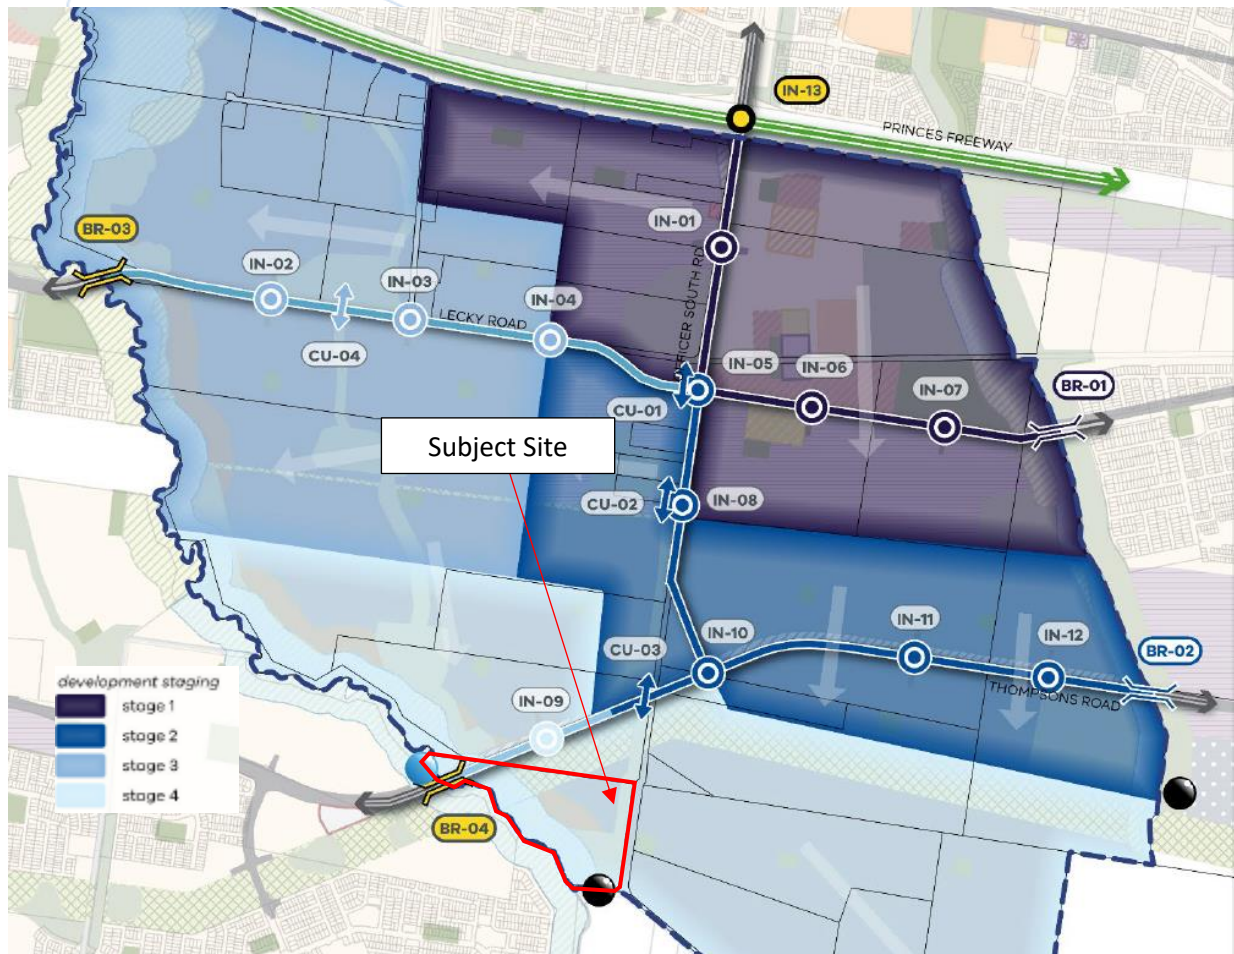 IN-13
PRINCES FREEWAY
IN-01
BR-03
IN-02
IN-03
IN-04
LECKY ROAD
CU-04
OFFICER SOUTH RD
IN-05
IN-06
IN-07
BR-01
CU-01
Subject Site
CU-02
IN-08
IN-10
IN-11
IN-12
BR-02
CU-03
THOMPSONS ROAD
IN-09
BR-04
development staging
stage 1
stage 2
stage 3
stage 4